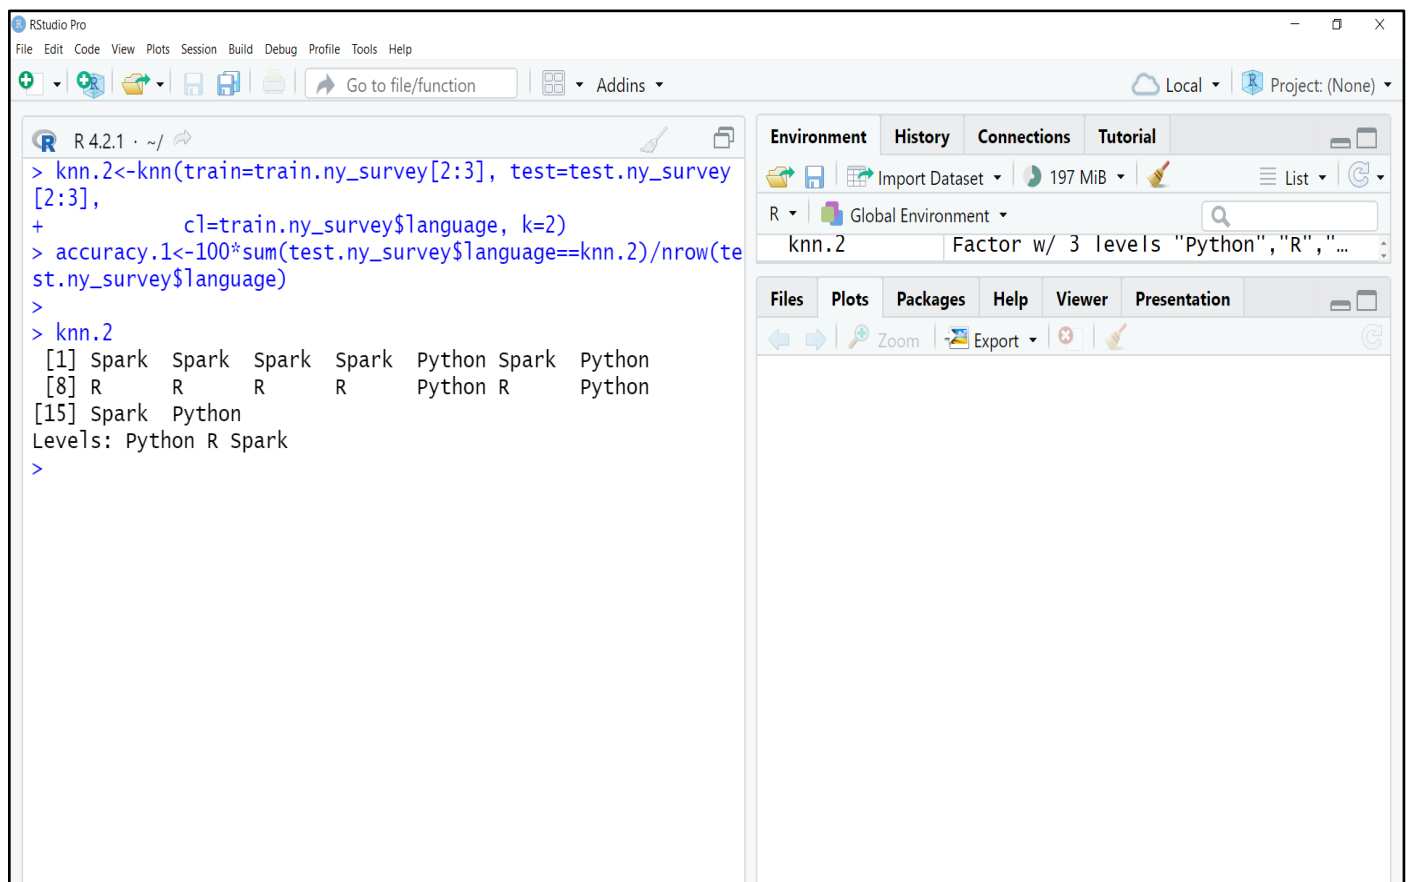 RStudio Pro
File Edit Code View Plots Session Build Debug Profile Tools Help
Go to file/function Addins Local Project: (None)
R 4.2.1 · ~/
> knn.2<-knn(train=train.ny_survey[2:3], test=test.ny_survey
[2:3],
+ cl=train.ny_survey$language, k=2)
> accuracy.1<-100*sum(test.ny_survey$language==knn.2)/nrow(te
st.ny_survey$language)
>
> knn.2
[1] Spark Spark Spark Spark Python Spark Python
[8] R R R R Python R Python
[15] Spark Python
Levels: Python R Spark
>
Environment History Connections Tutorial
Import Dataset 197 MiB List
R Global Environment
knn.2 Factor w/ 3 levels "Python","R","…
Files Plots Packages Help Viewer Presentation
Zoom Export